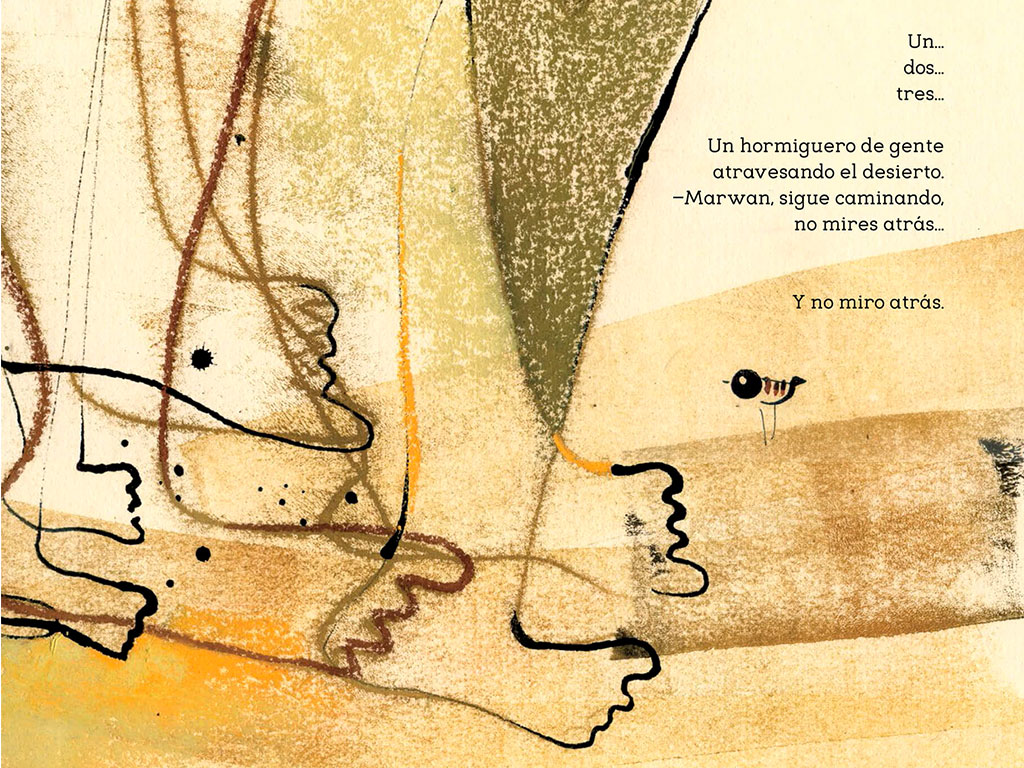 Un...
dos...
tres...
Un hormiguero de gente
atravesando el desierto.
—Marwan, sigue caminando,
no mires atrás...
Y no miro atrás.